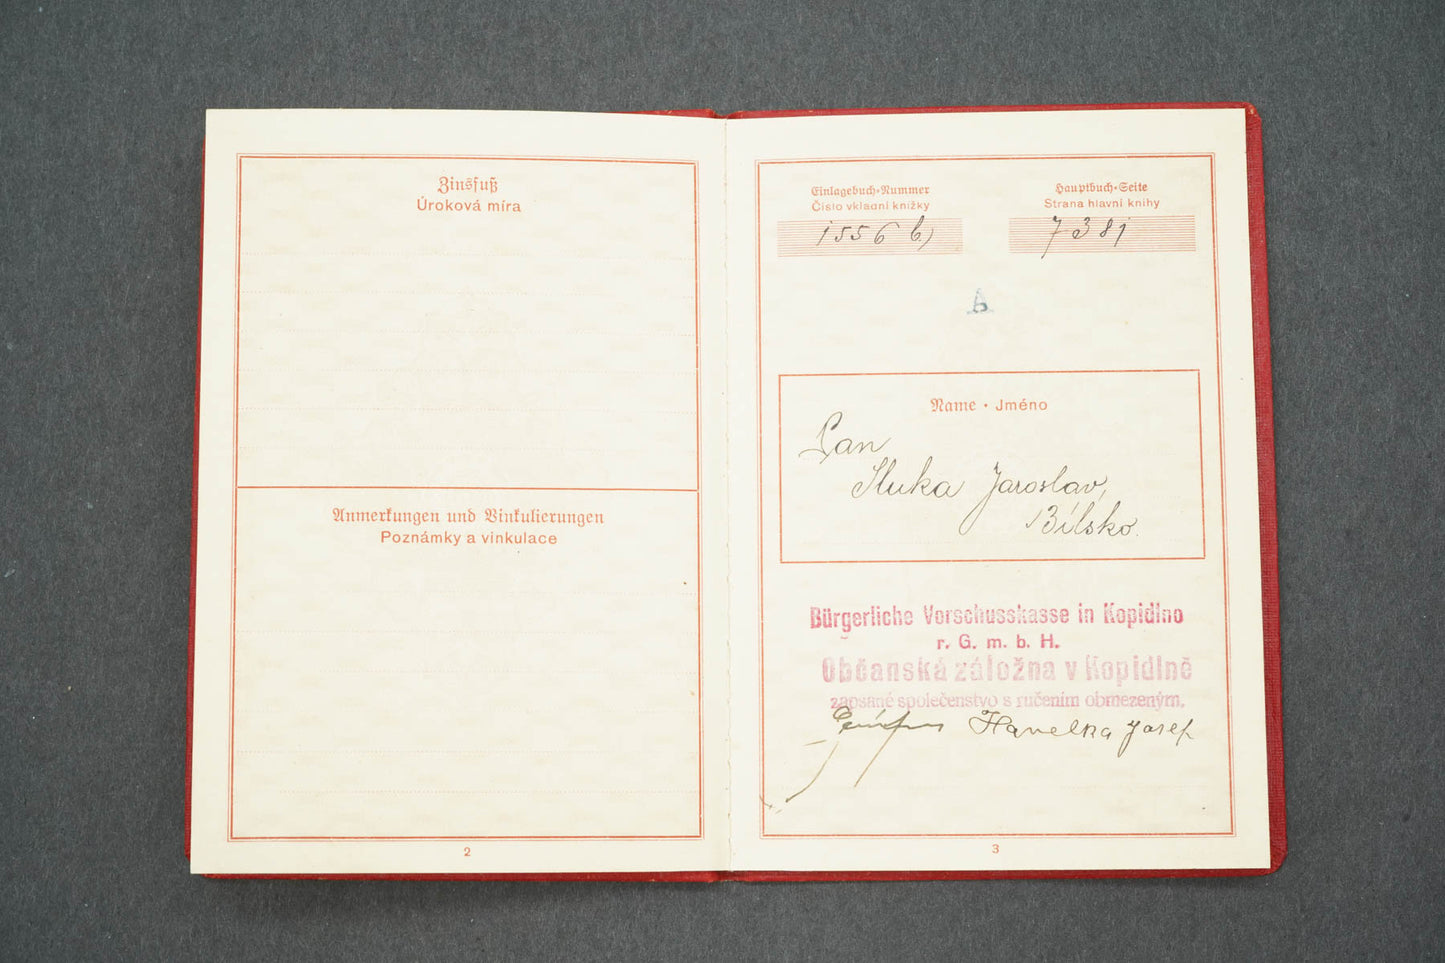 Zinsfuß
Úroková míra
Anmerkungen und Vinkulierungen
Poznámky a vinkulace
2
Einlagebuch-Nummer
Číslo vkladní knížky
1556 b)
Hauptbuch-Seite
Strana hlavní knihy
7381
A
Name • Jméno
Pan
Sluka Jaroslav,
Bílsko.
Bürgerliche Vorschusskasse in Kopidlno
r. G. m. b. H.
Občanská záložna v Kopidlně
zapsané společenstvo s ručením obmezeným.
Havelka Josef
3